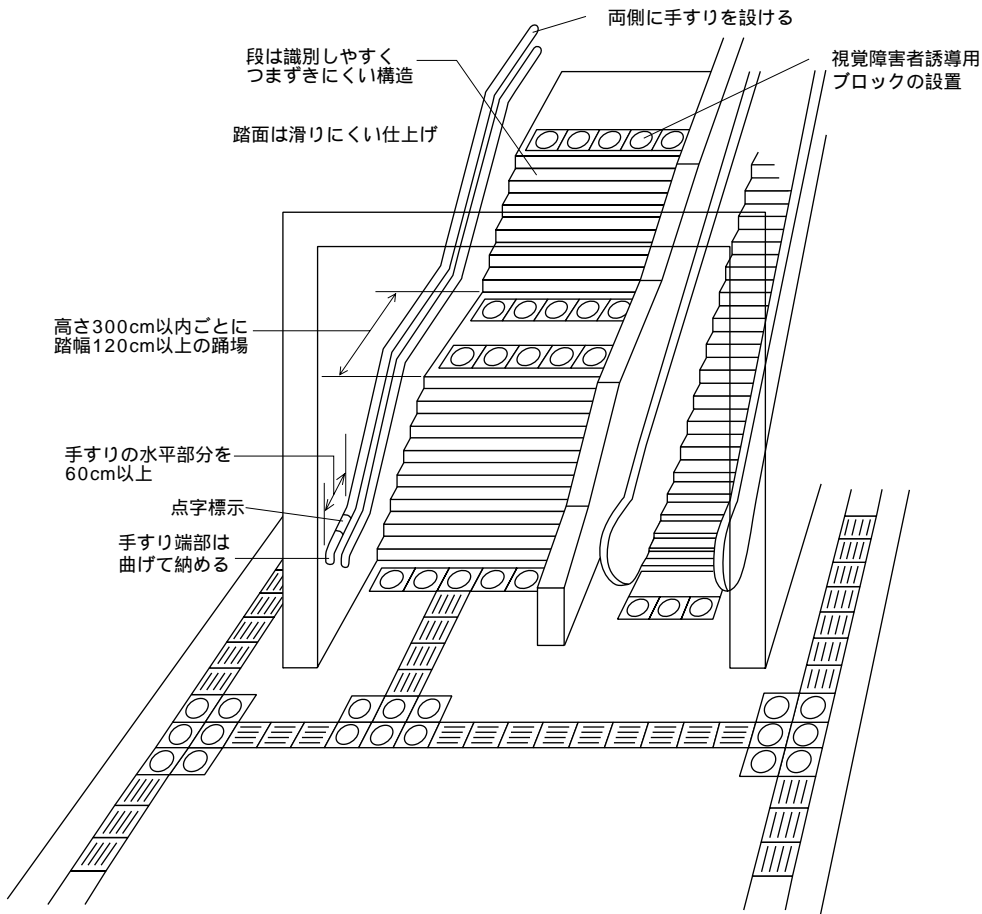 両側に手すりを設ける
段は識別しやすく
つまずきにくい構造
視覚障害者誘導用
ブロックの設置
踏面は滑りにくい仕上げ
高さ300cm以内ごとに
踏幅120cm以上の踊場
手すりの水平部分を
60cm以上
点字標示
手すり端部は
曲げて納める